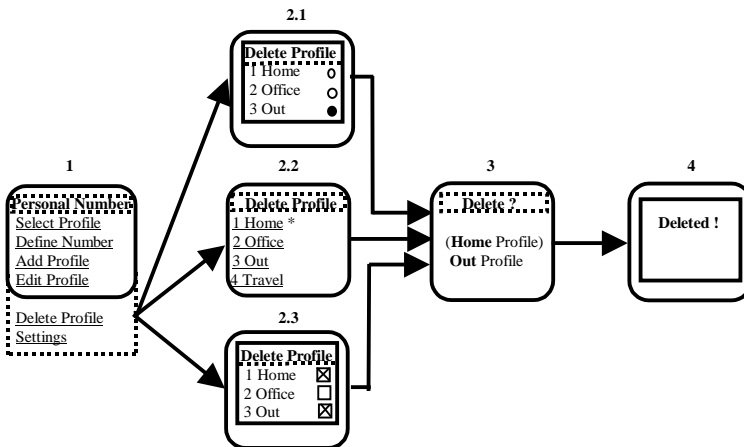 1
Personal Number
Select Profile
Define Number
Add Profile
Edit Profile
Delete Profile
Settings
2.1
Delete Profile
1 Home
2 Office
3 Out
2.2
Delete Profile
1 Home *
2 Office
3 Out
4 Travel
2.3
Delete Profile
1 Home
2 Office
3 Out
3
Delete ?
(Home Profile)
Out Profile
4
Deleted !